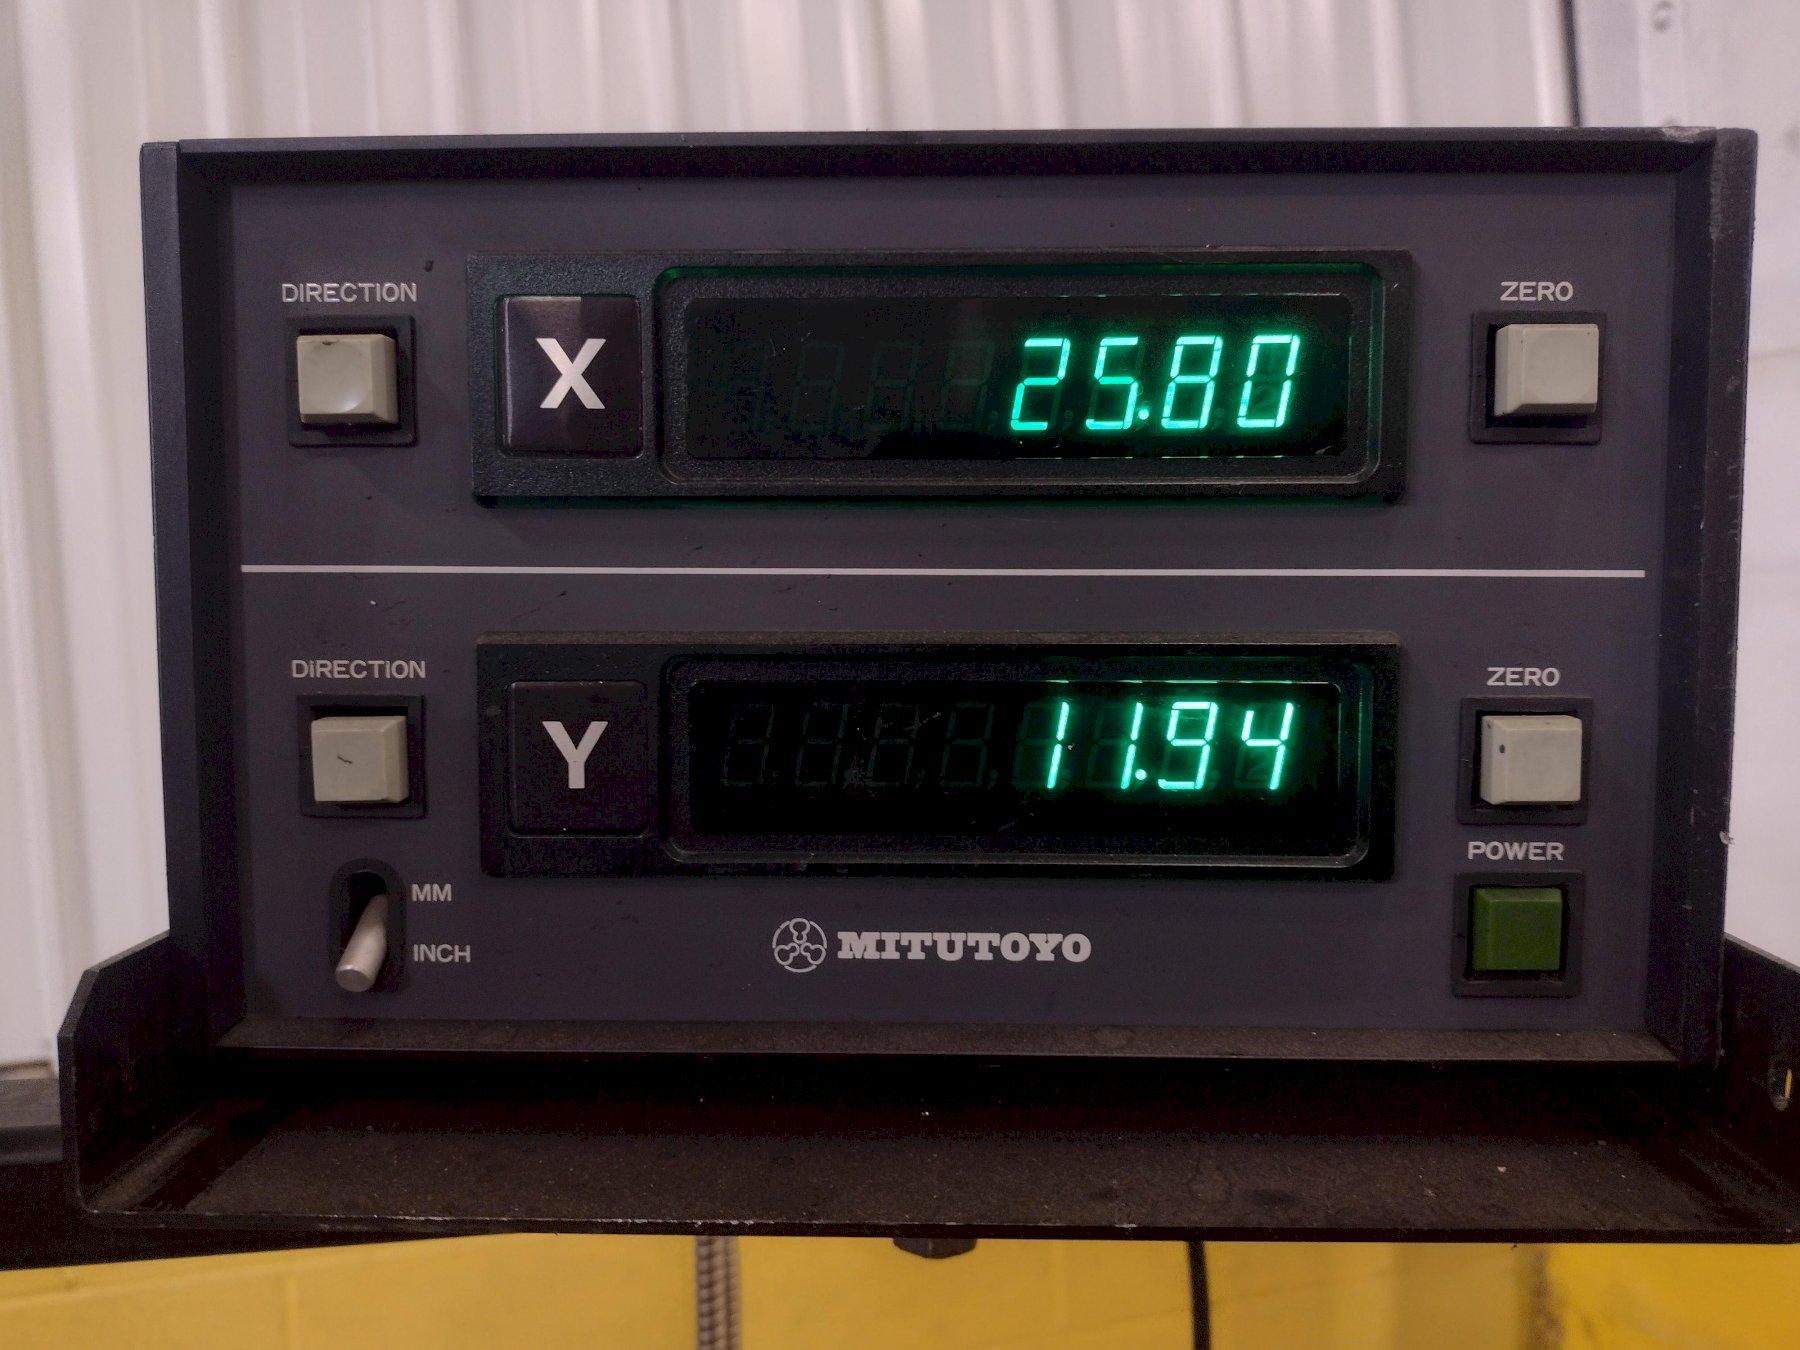 DIRECTION
X
25.80
ZERO
DIRECTION
Y
11.94
ZERO
POWER
MM
INCH
MITUTOYO